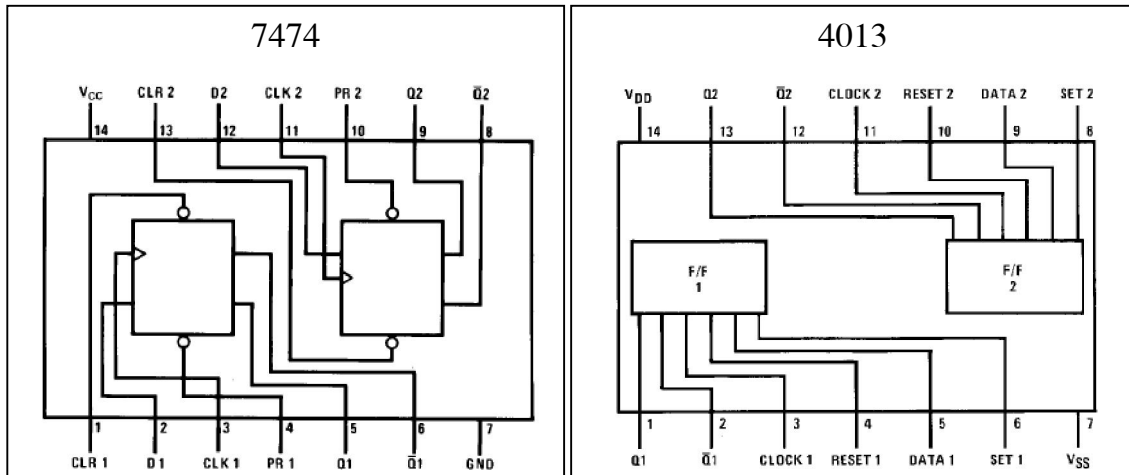 7474
V_CC CLR 2 D2 CLK 2 PR 2 Q2 Q̅2
14 13 12 11 10 9 8
1 2 3 4 5 6 7
CLR 1 D1 CLK 1 PR 1 Q1 Q̅1 GND
4013
V_DD Q2 Q̅2 CLOCK 2 RESET 2 DATA 2 SET 2
14 13 12 11 10 9 8
F/F
1
F/F
2
1 2 3 4 5 6 7
Q1 Q̅1 CLOCK 1 RESET 1 DATA 1 SET 1 V_SS